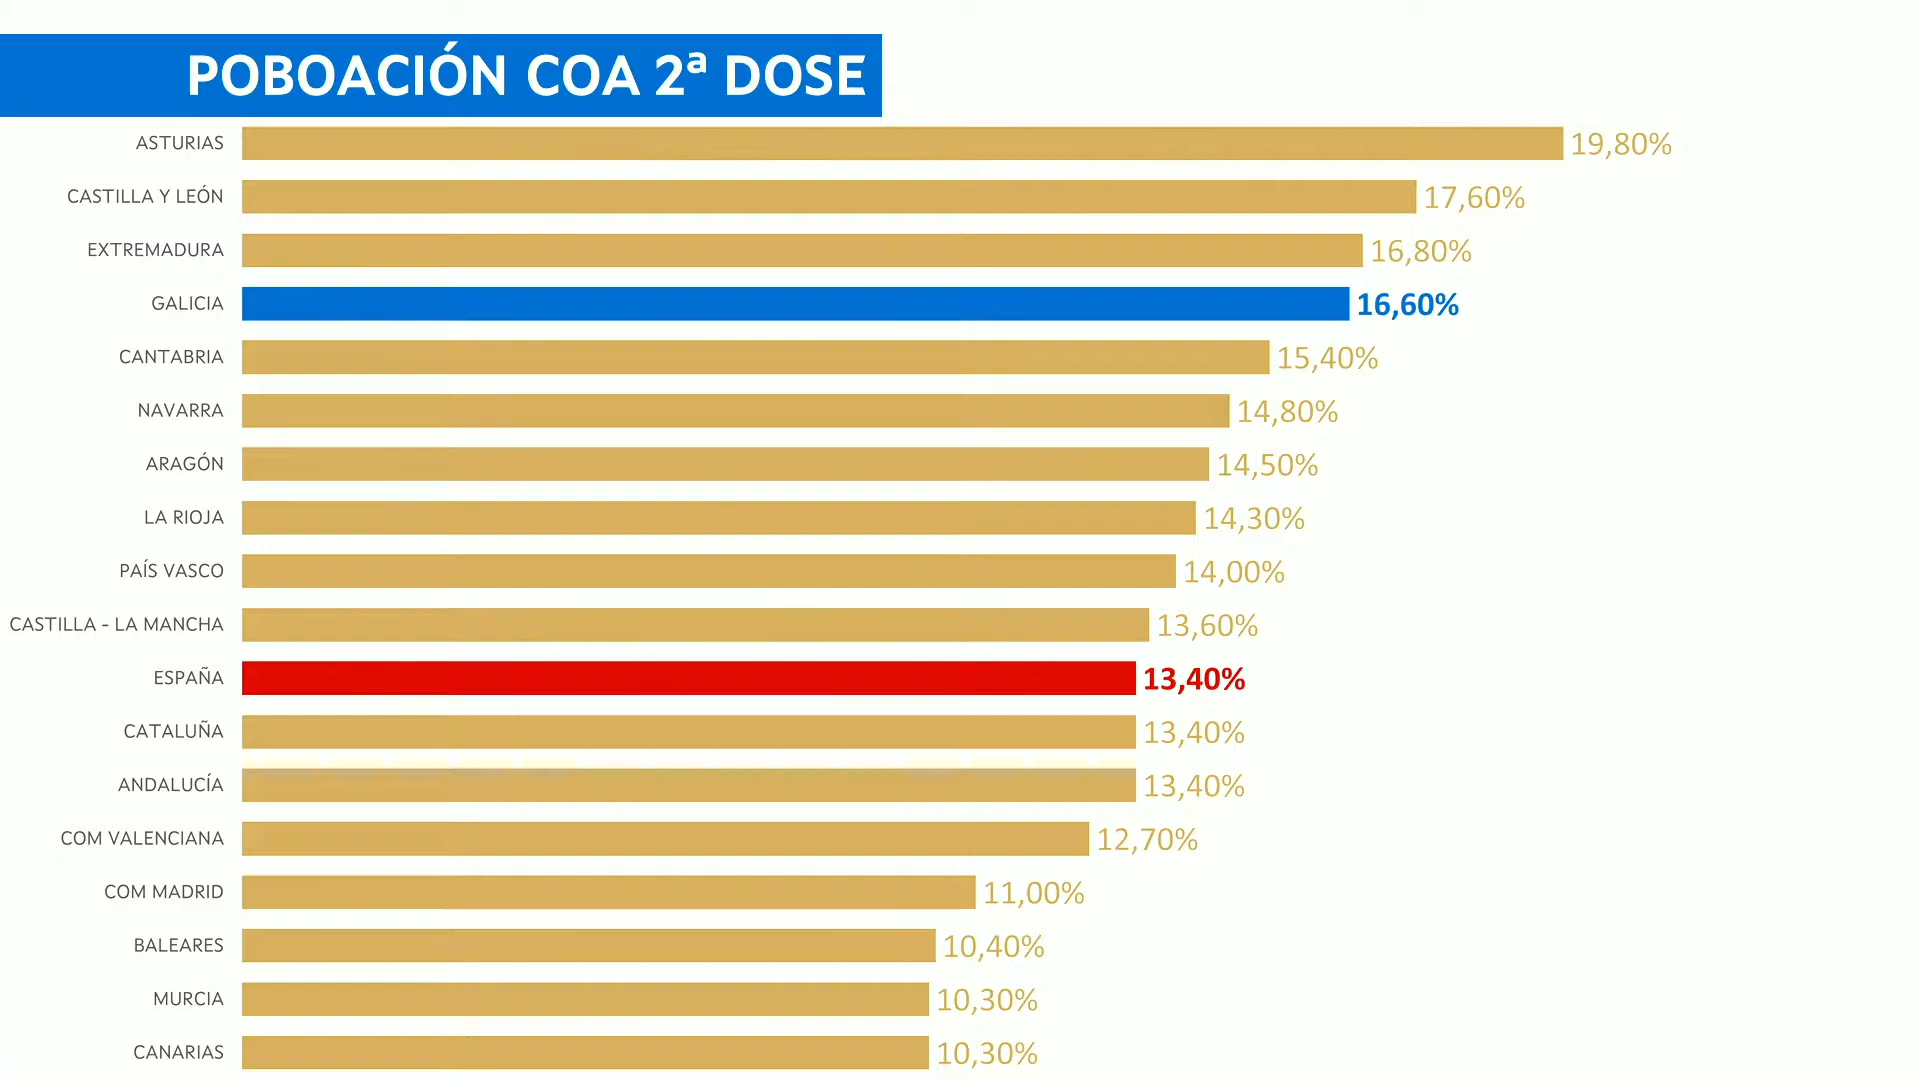 POBOACIÓN COA 2ª DOSE
ASTURIAS 19,80%
CASTILLA Y LEÓN 17,60%
EXTREMADURA 16,80%
GALICIA 16,60%
CANTABRIA 15,40%
NAVARRA 14,80%
ARAGÓN 14,50%
LA RIOJA 14,30%
PAÍS VASCO 14,00%
CASTILLA - LA MANCHA 13,60%
ESPAÑA 13,40%
CATALUÑA 13,40%
ANDALUCÍA 13,40%
COM VALENCIANA 12,70%
COM MADRID 11,00%
BALEARES 10,40%
MURCIA 10,30%
CANARIAS 10,30%